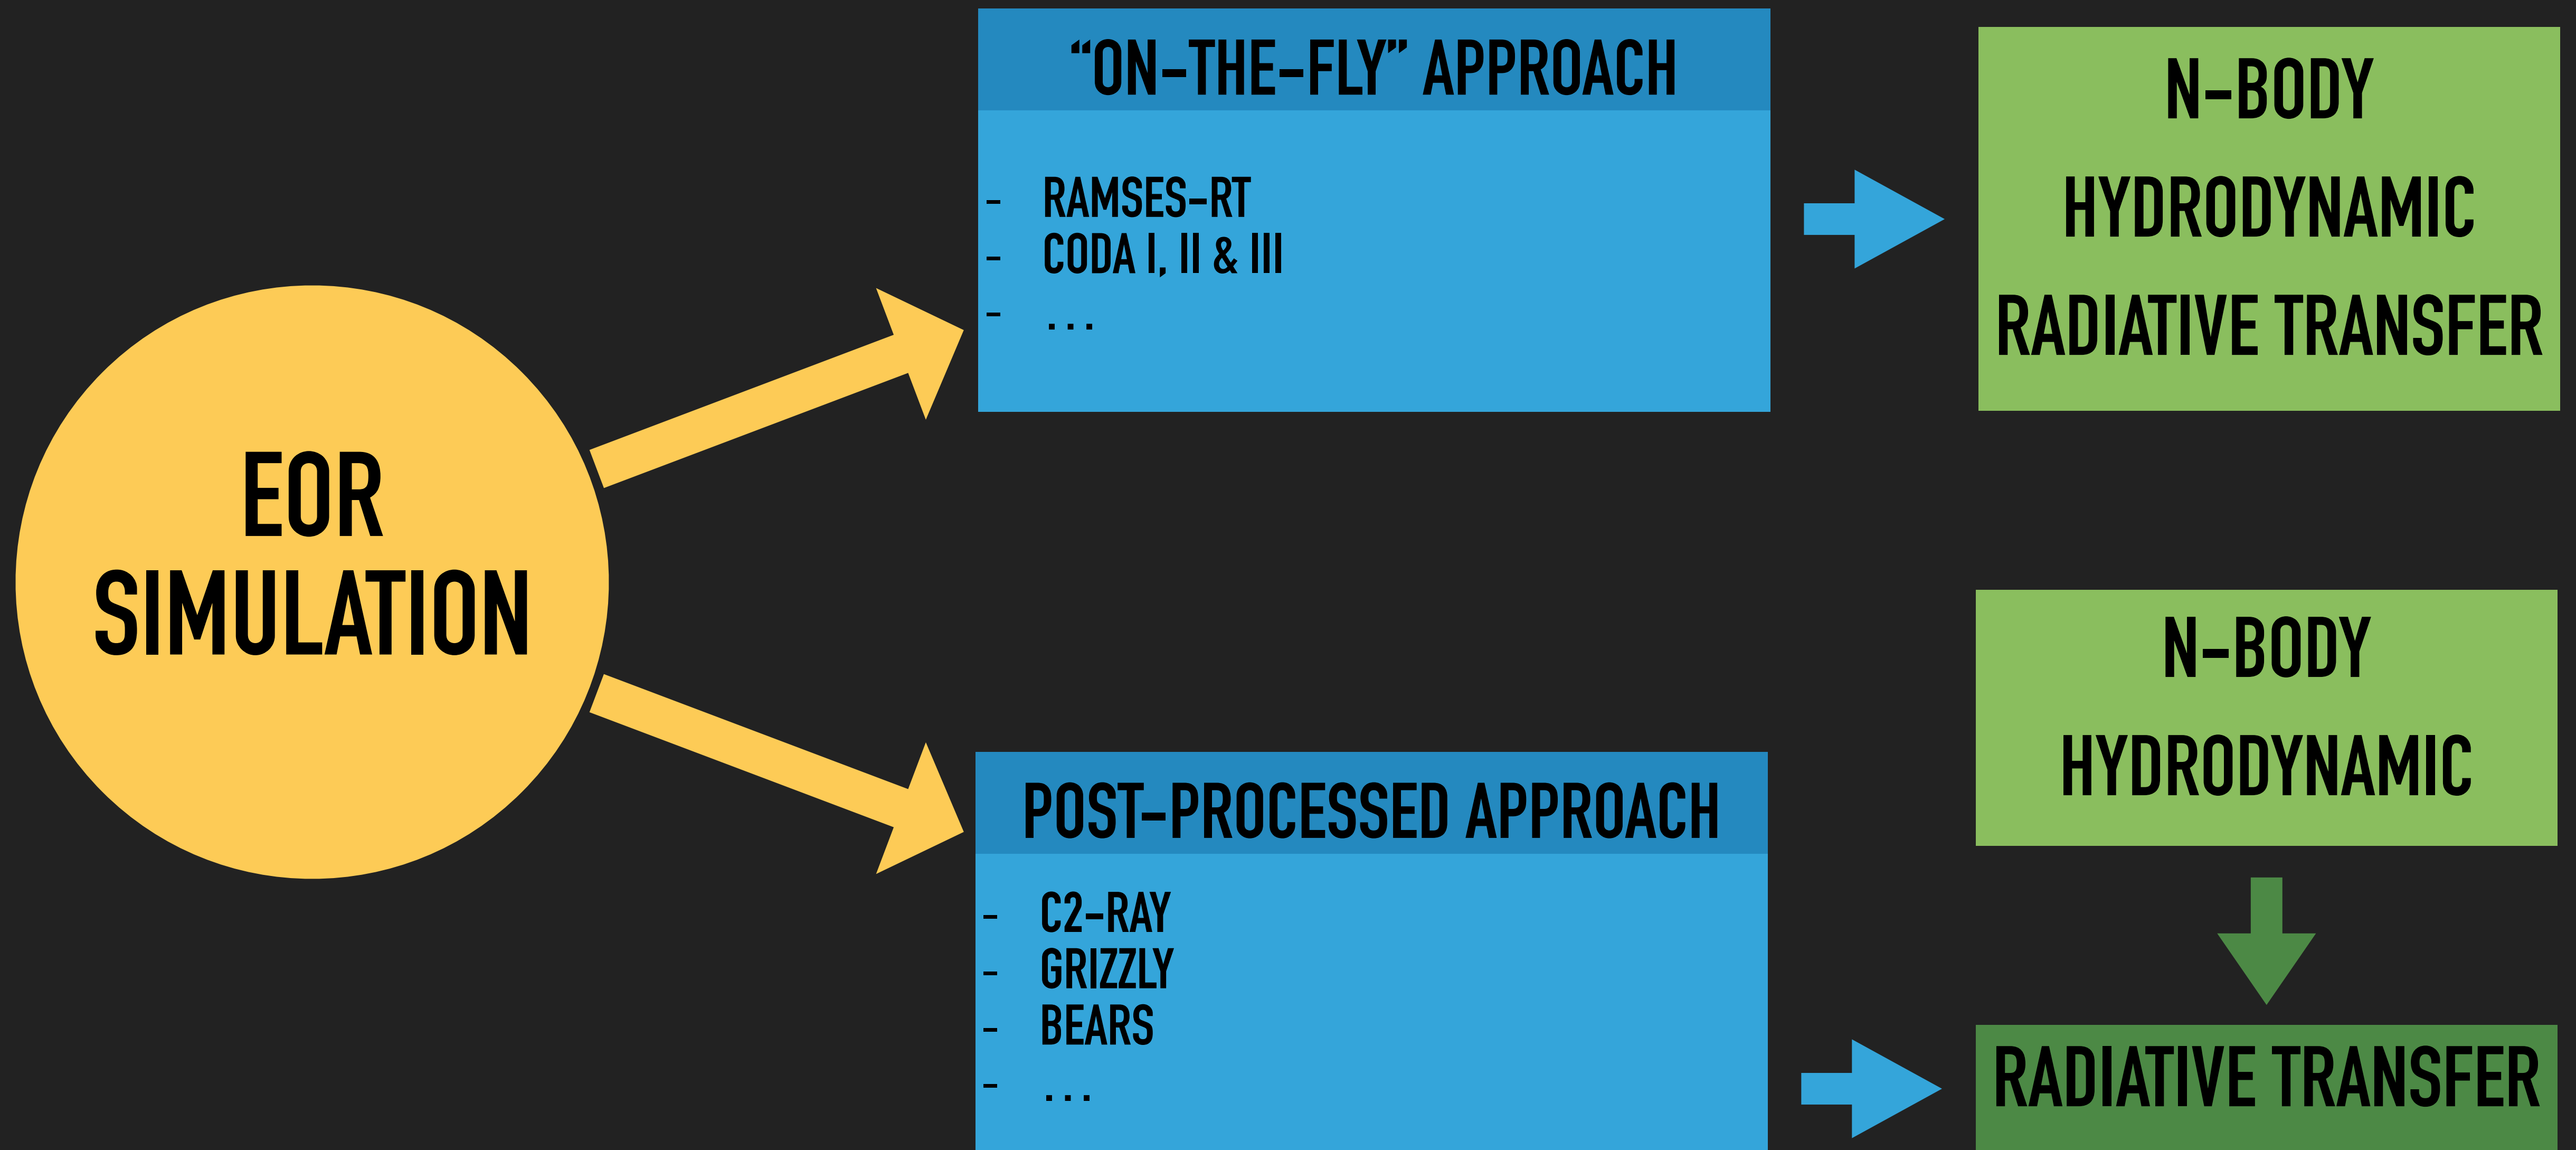 EOR
SIMULATION
“ON-THE-FLY” APPROACH
- RAMSES-RT
- CODA I, II & III
- ...
N-BODY
HYDRODYNAMIC
RADIATIVE TRANSFER
POST-PROCESSED APPROACH
- C2-RAY
- GRIZZLY
- BEARS
- ...
N-BODY
HYDRODYNAMIC
RADIATIVE TRANSFER